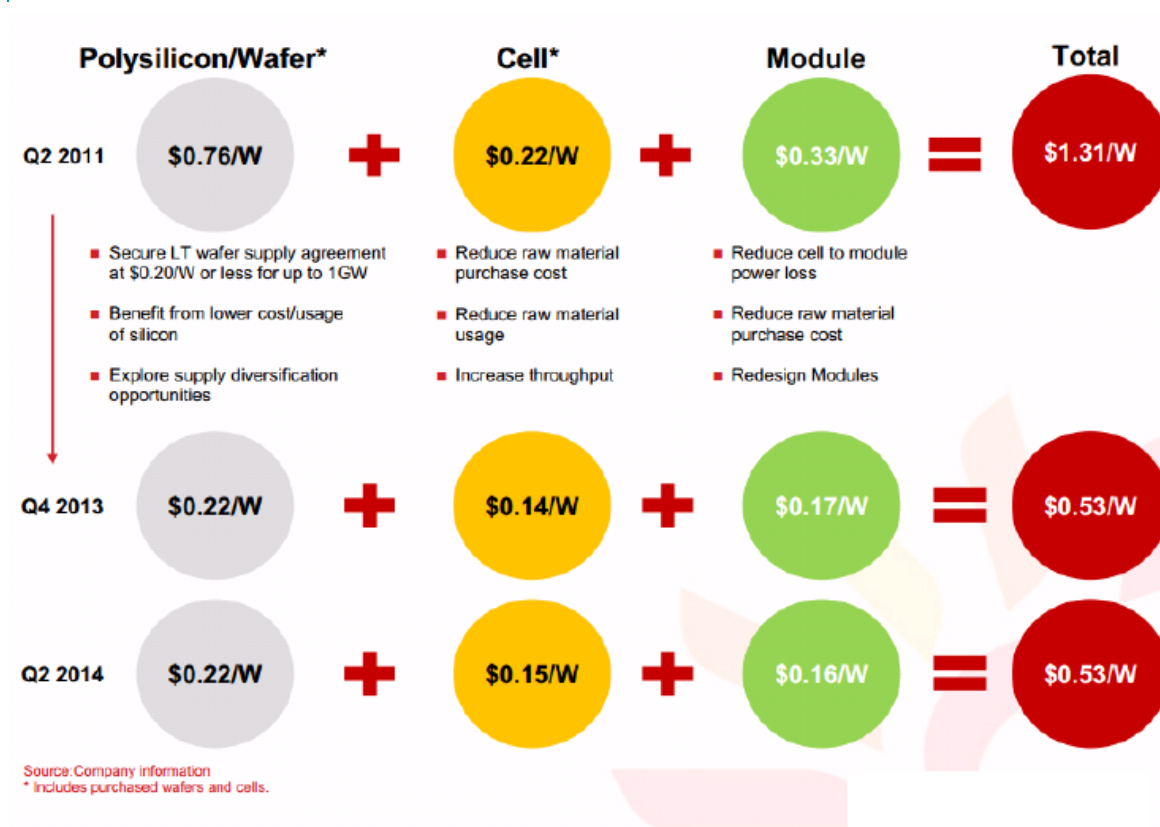 Polysilicon/Wafer* Cell* Module Total
Q2 2011 $0.76/W + $0.22/W + $0.33/W = $1.31/W
Secure LT wafer supply agreement
at $0.20/W or less for up to 1GW
Benefit from lower cost/usage
of silicon
Explore supply diversification
opportunities
Reduce raw material
purchase cost
Reduce raw material
usage
Increase throughput
Reduce cell to module
power loss
Reduce raw material
purchase cost
Redesign Modules
Q4 2013 $0.22/W + $0.14/W + $0.17/W = $0.53/W
Q2 2014 $0.22/W + $0.15/W + $0.16/W = $0.53/W
Source:Company information
* Includes purchased wafers and cells.